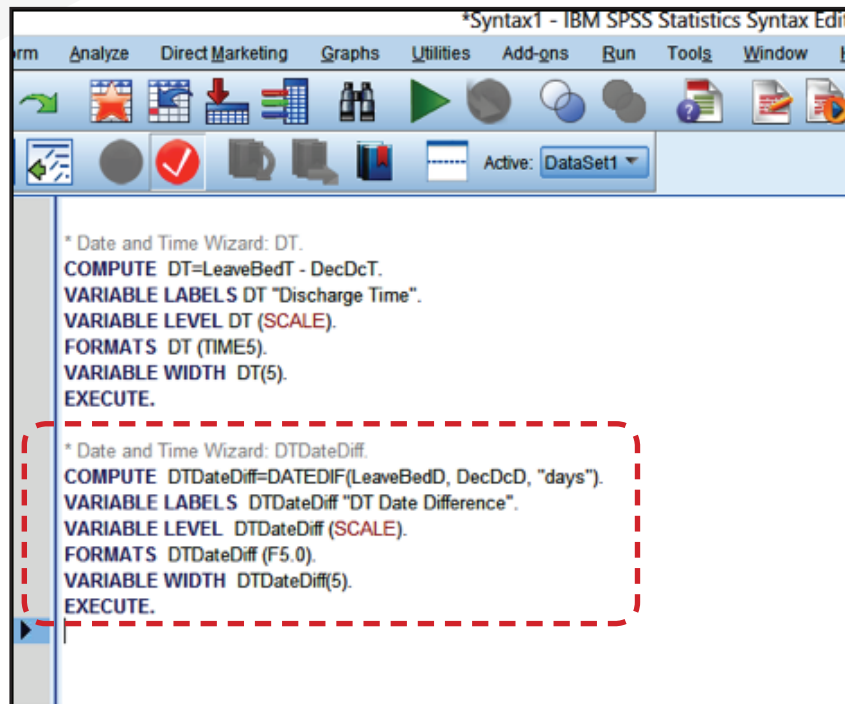 *Syntax1 - IBM SPSS Statistics Syntax Edit
rm Analyze Direct Marketing Graphs Utilities Add-ons Run Tools Window
Active: DataSet1
* Date and Time Wizard: DT.
COMPUTE DT=LeaveBedT - DecDcT.
VARIABLE LABELS DT "Discharge Time".
VARIABLE LEVEL DT (SCALE).
FORMATS DT (TIME5).
VARIABLE WIDTH DT(5).
EXECUTE.
* Date and Time Wizard: DTDateDiff.
COMPUTE DTDateDiff=DATEDIF(LeaveBedD, DecDcD, "days").
VARIABLE LABELS DTDateDiff "DT Date Difference".
VARIABLE LEVEL DTDateDiff (SCALE).
FORMATS DTDateDiff (F5.0).
VARIABLE WIDTH DTDateDiff(5).
EXECUTE.